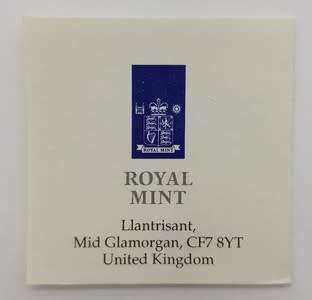 ROYAL MINT
ROYAL
MINT
Llantrisant,
Mid Glamorgan, CF7 8YT
United Kingdom